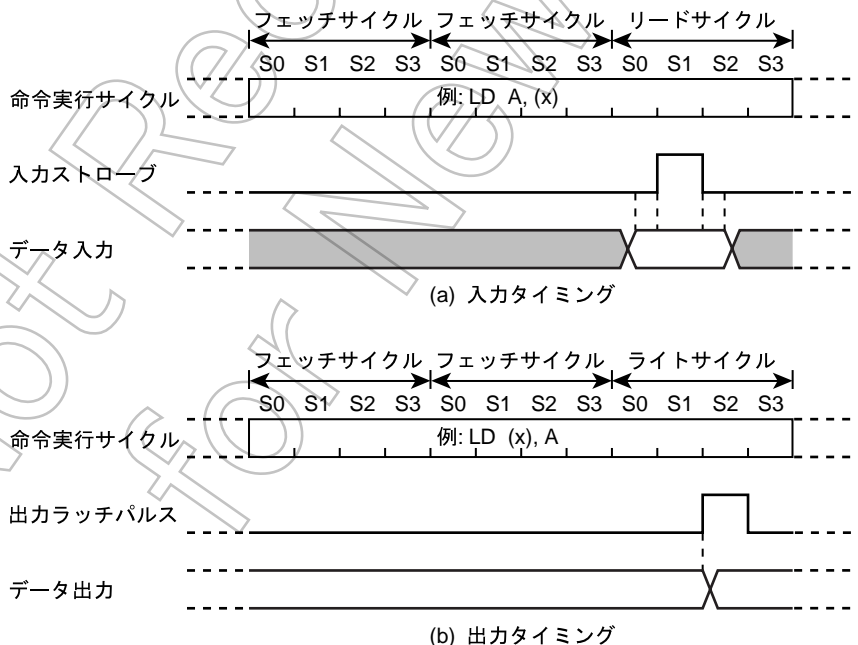 フェッチサイクル フェッチサイクル リードサイクル
S0 S1 S2 S3 S0 S1 S2 S3 S0 S1 S2 S3
命令実行サイクル 例: LD A, (x)
入力ストローブ
データ入力
(a) 入力タイミング
フェッチサイクル フェッチサイクル ライトサイクル
S0 S1 S2 S3 S0 S1 S2 S3 S0 S1 S2 S3
命令実行サイクル 例: LD (x), A
出力ラッチパルス
データ出力
(b) 出力タイミング
Not Rec
for New